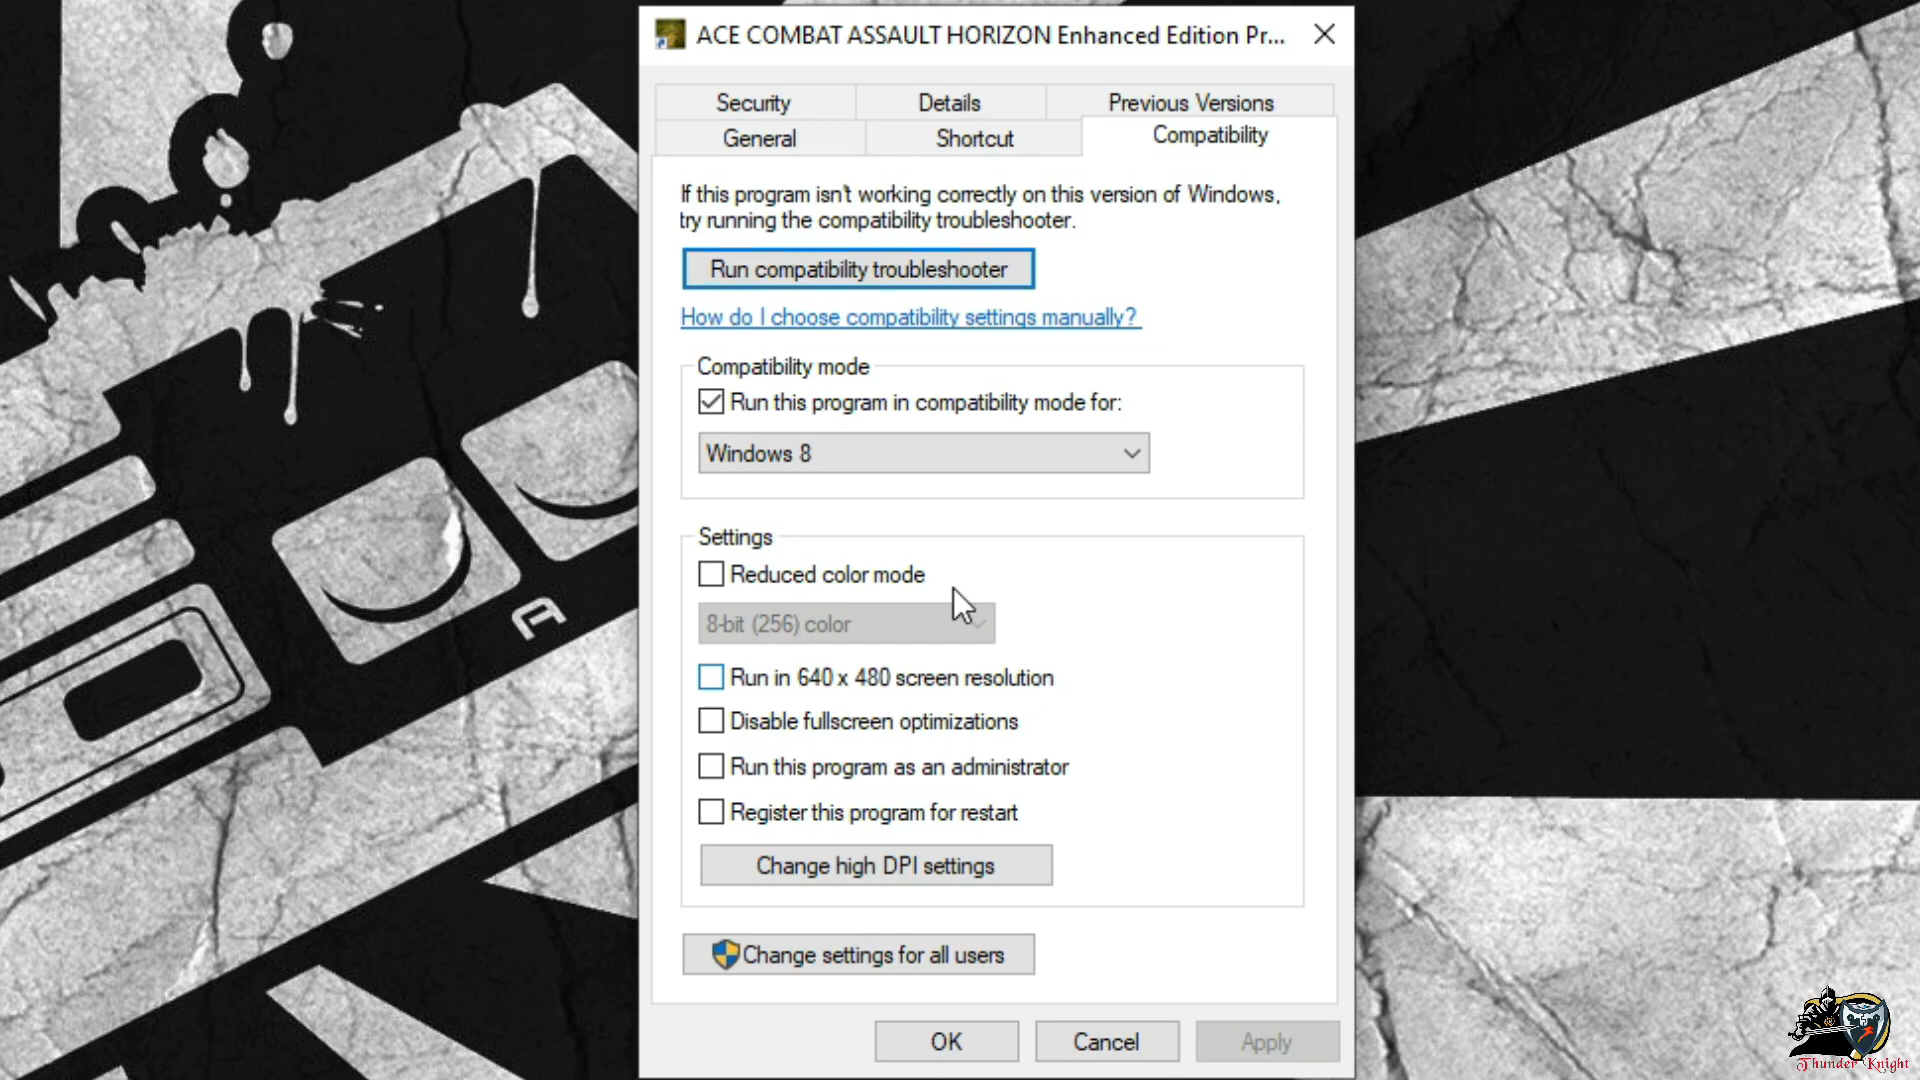 ACE COMBAT ASSAULT HORIZON Enhanced Edition Pr...
Security Details Previous Versions
General Shortcut Compatibility
If this program isn't working correctly on this version of Windows,
try running the compatibility troubleshooter.
Run compatibility troubleshooter
How do I choose compatibility settings manually?
Compatibility mode
Run this program in compatibility mode for:
Windows 8
Settings
Reduced color mode
8-bit (256) color
A
Run in 640 x 480 screen resolution
Disable fullscreen optimizations
Run this program as an administrator
Register this program for restart
Change high DPI settings
Change settings for all users
OK Cancel Apply
Thunder Knight